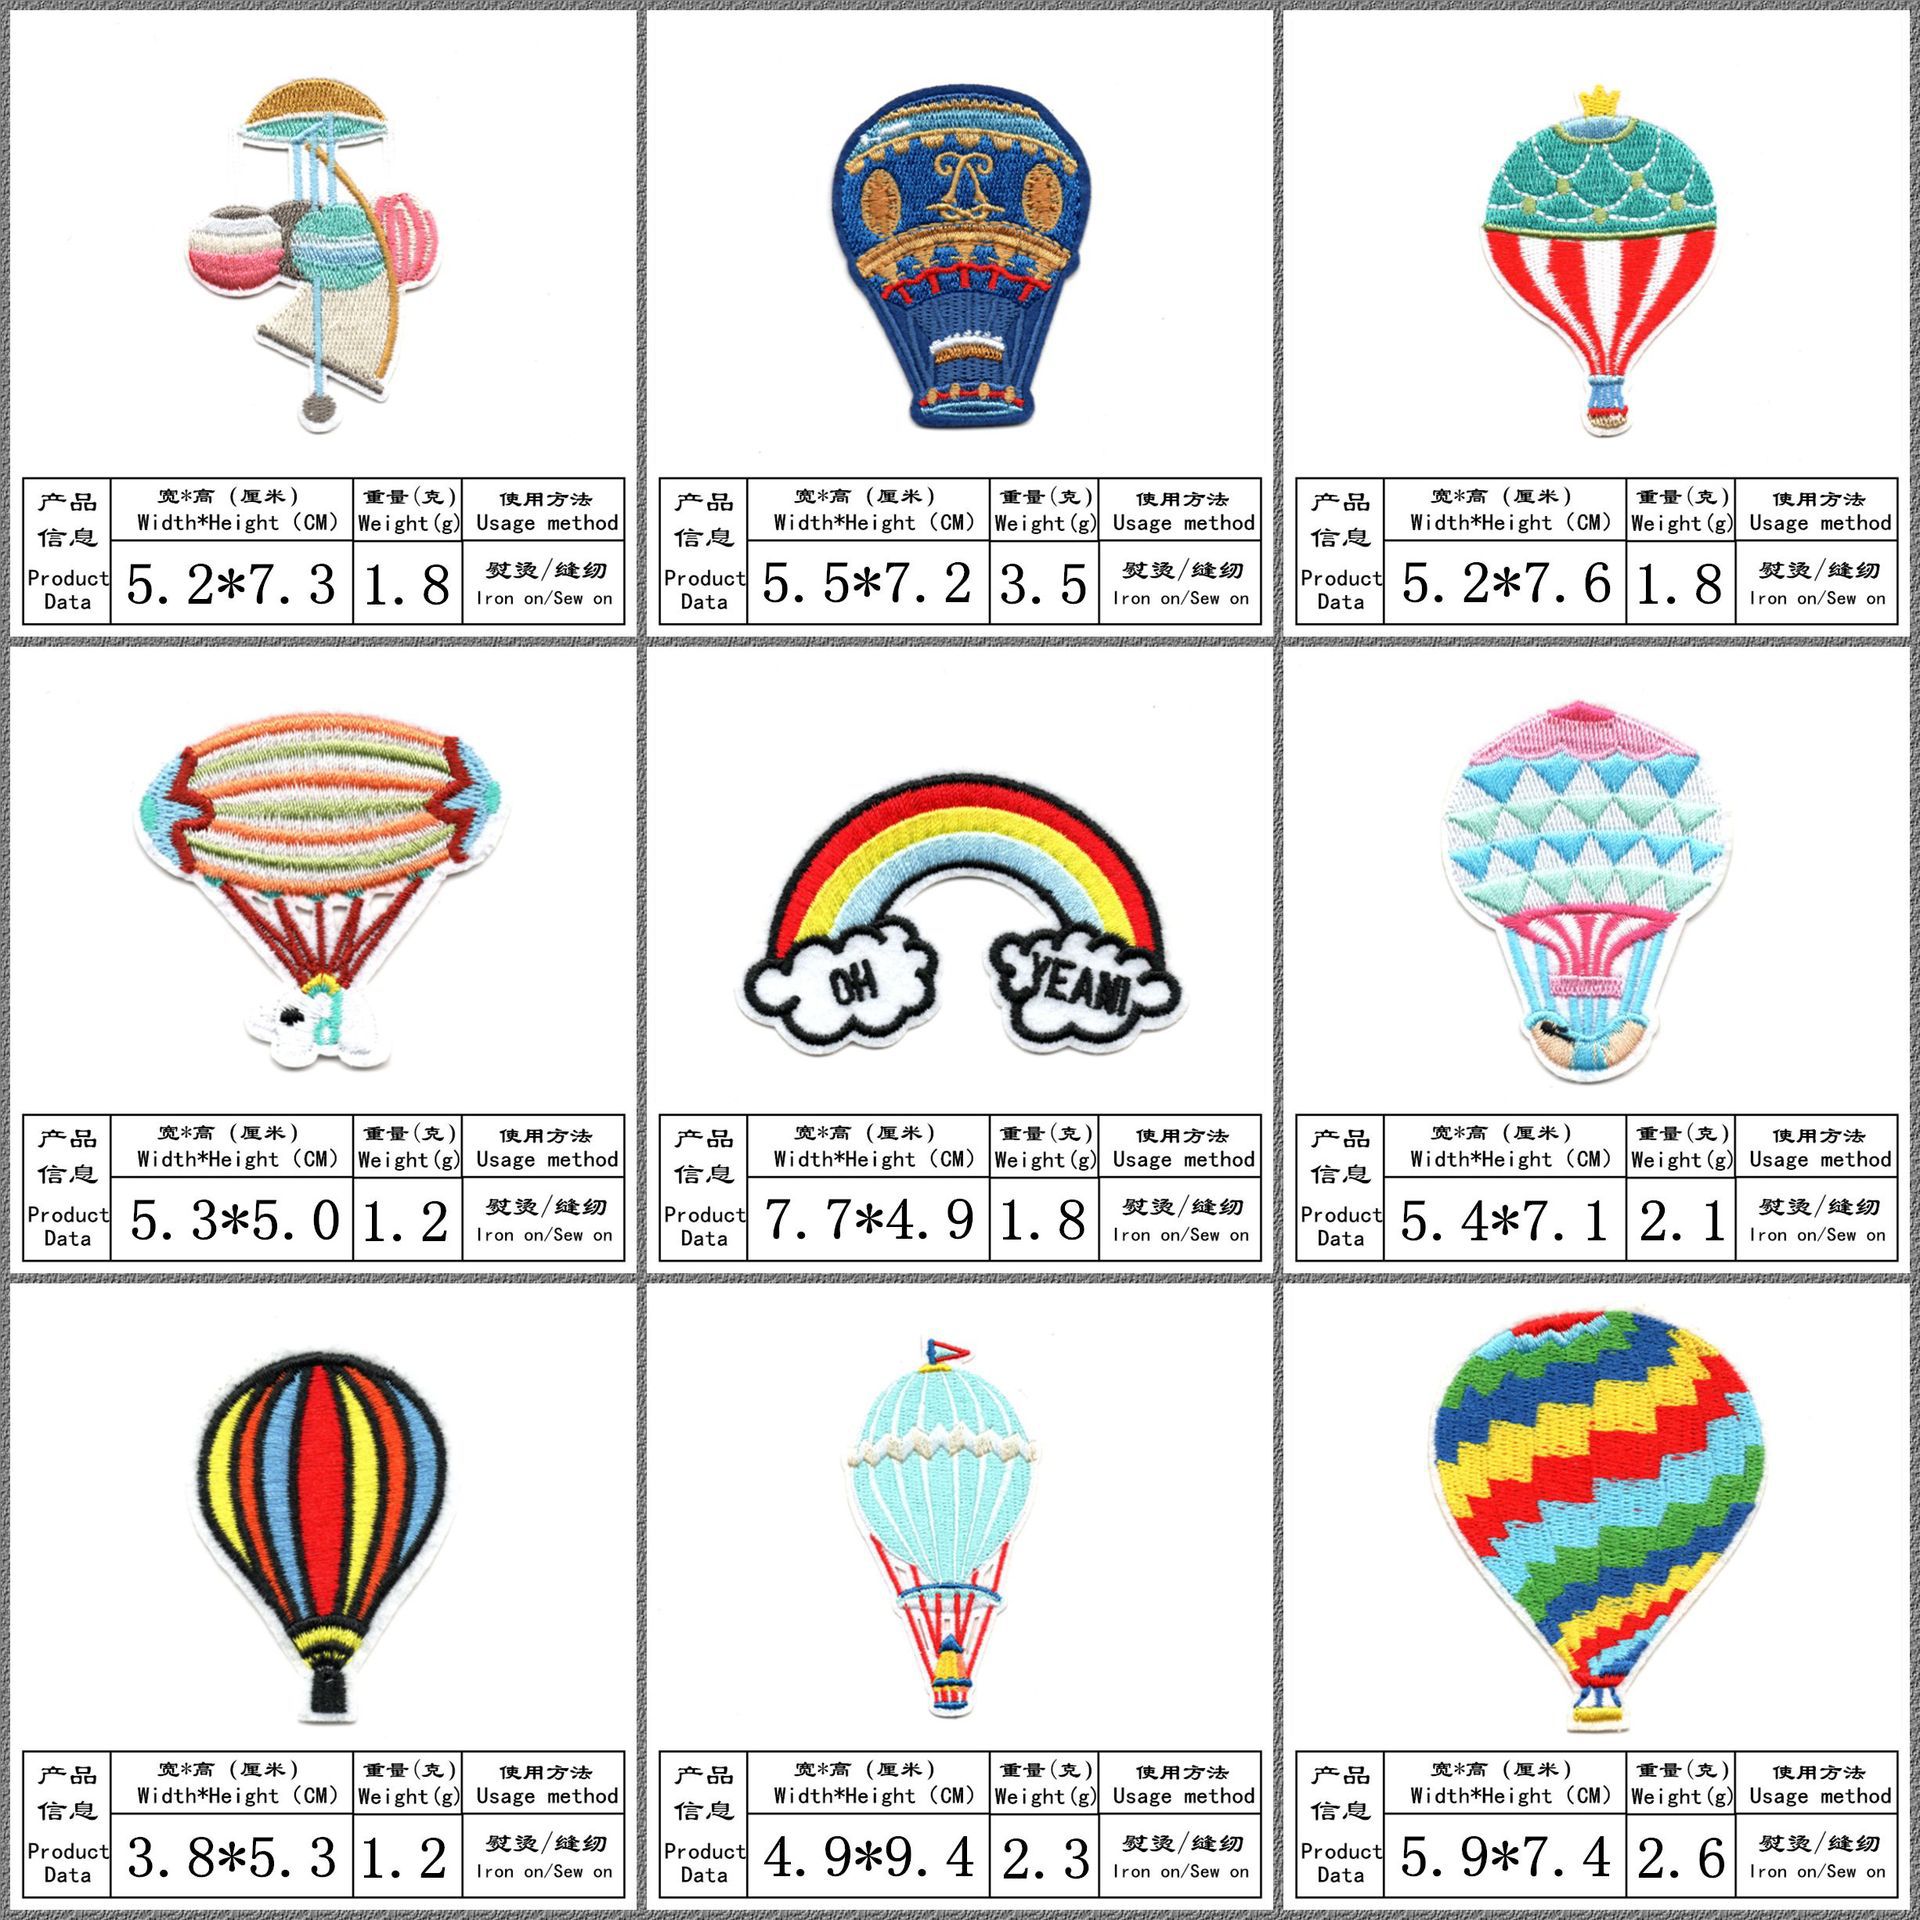 产品
信息
Product
Data
宽*高 (厘米)
Width*Height (CM)
重量(克)
Weight(g)
使用方法
Usage method
5.2*7.3
1.8
熨烫/缝纫
Iron on/Sew on
产品
信息
Product
Data
宽*高 (厘米)
Width*Height (CM)
重量(克)
Weight(g)
使用方法
Usage method
5.5*7.2
3.5
熨烫/缝纫
Iron on/Sew on
产品
信息
Product
Data
宽*高 (厘米)
Width*Height (CM)
重量(克)
Weight(g)
使用方法
Usage method
5.2*7.6
1.8
熨烫/缝纫
Iron on/Sew on
产品
信息
Product
Data
宽*高 (厘米)
Width*Height (CM)
重量(克)
Weight(g)
使用方法
Usage method
5.3*5.0
1.2
熨烫/缝纫
Iron on/Sew on
OH
YEAH!
产品
信息
Product
Data
宽*高 (厘米)
Width*Height (CM)
重量(克)
Weight(g)
使用方法
Usage method
7.7*4.9
1.8
熨烫/缝纫
Iron on/Sew on
产品
信息
Product
Data
宽*高 (厘米)
Width*Height (CM)
重量(克)
Weight(g)
使用方法
Usage method
5.4*7.1
2.1
熨烫/缝纫
Iron on/Sew on
产品
信息
Product
Data
宽*高 (厘米)
Width*Height (CM)
重量(克)
Weight(g)
使用方法
Usage method
3.8*5.3
1.2
熨烫/缝纫
Iron on/Sew on
产品
信息
Product
Data
宽*高 (厘米)
Width*Height (CM)
重量(克)
Weight(g)
使用方法
Usage method
4.9*9.4
2.3
熨烫/缝纫
Iron on/Sew on
产品
信息
Product
Data
宽*高 (厘米)
Width*Height (CM)
重量(克)
Weight(g)
使用方法
Usage method
5.9*7.4
2.6
熨烫/缝纫
Iron on/Sew on